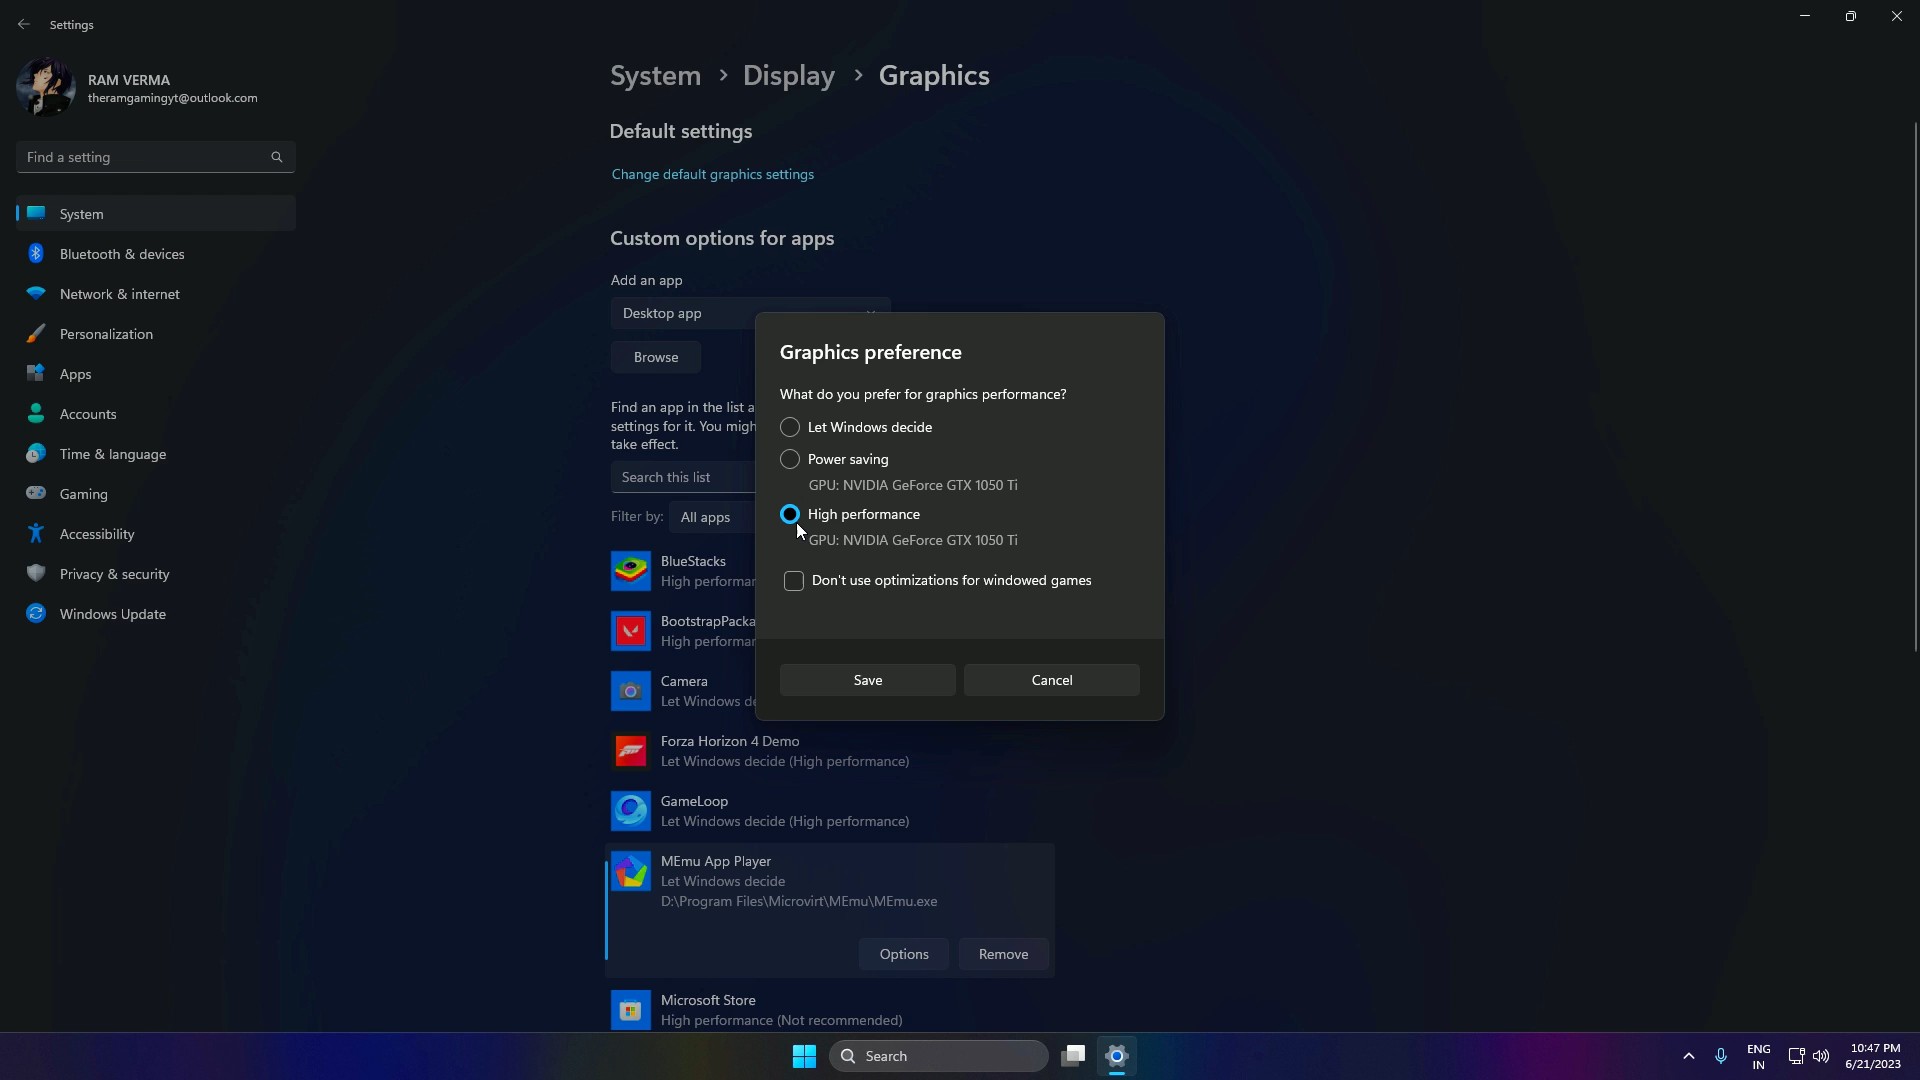 Settings
RAM VERMA
theramgamingyt@outlook.com
Find a setting
System
Bluetooth & devices
Network & internet
Personalization
Apps
Accounts
Time & language
Gaming
Accessibility
Privacy & security
Windows Update
System > Display > Graphics
Default settings
Change default graphics settings
Custom options for apps
Add an app
Desktop app
Browse
Find an app in the list a
settings for it. You migh
take effect.
Search this list
Filter by: All apps
BlueStacks
High performan
BootstrapPacka
High performan
Camera
Let Windows de
Forza Horizon 4 Demo
Let Windows decide (High performance)
GameLoop
Let Windows decide (High performance)
MEmu App Player
Let Windows decide
D:\Program Files\Microvirt\MEmu\MEmu.exe
Options Remove
Microsoft Store
High performance (Not recommended)
Graphics preference
What do you prefer for graphics performance?
Let Windows decide
Power saving
GPU: NVIDIA GeForce GTX 1050 Ti
High performance
GPU: NVIDIA GeForce GTX 1050 Ti
Don't use optimizations for windowed games
Save Cancel
Search
ENG
IN
10:47 PM
6/21/2023